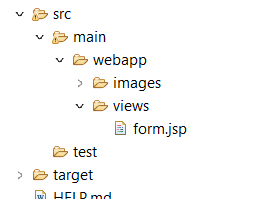 src
main
webapp
images
views
form.jsp
test
target
HELP.md